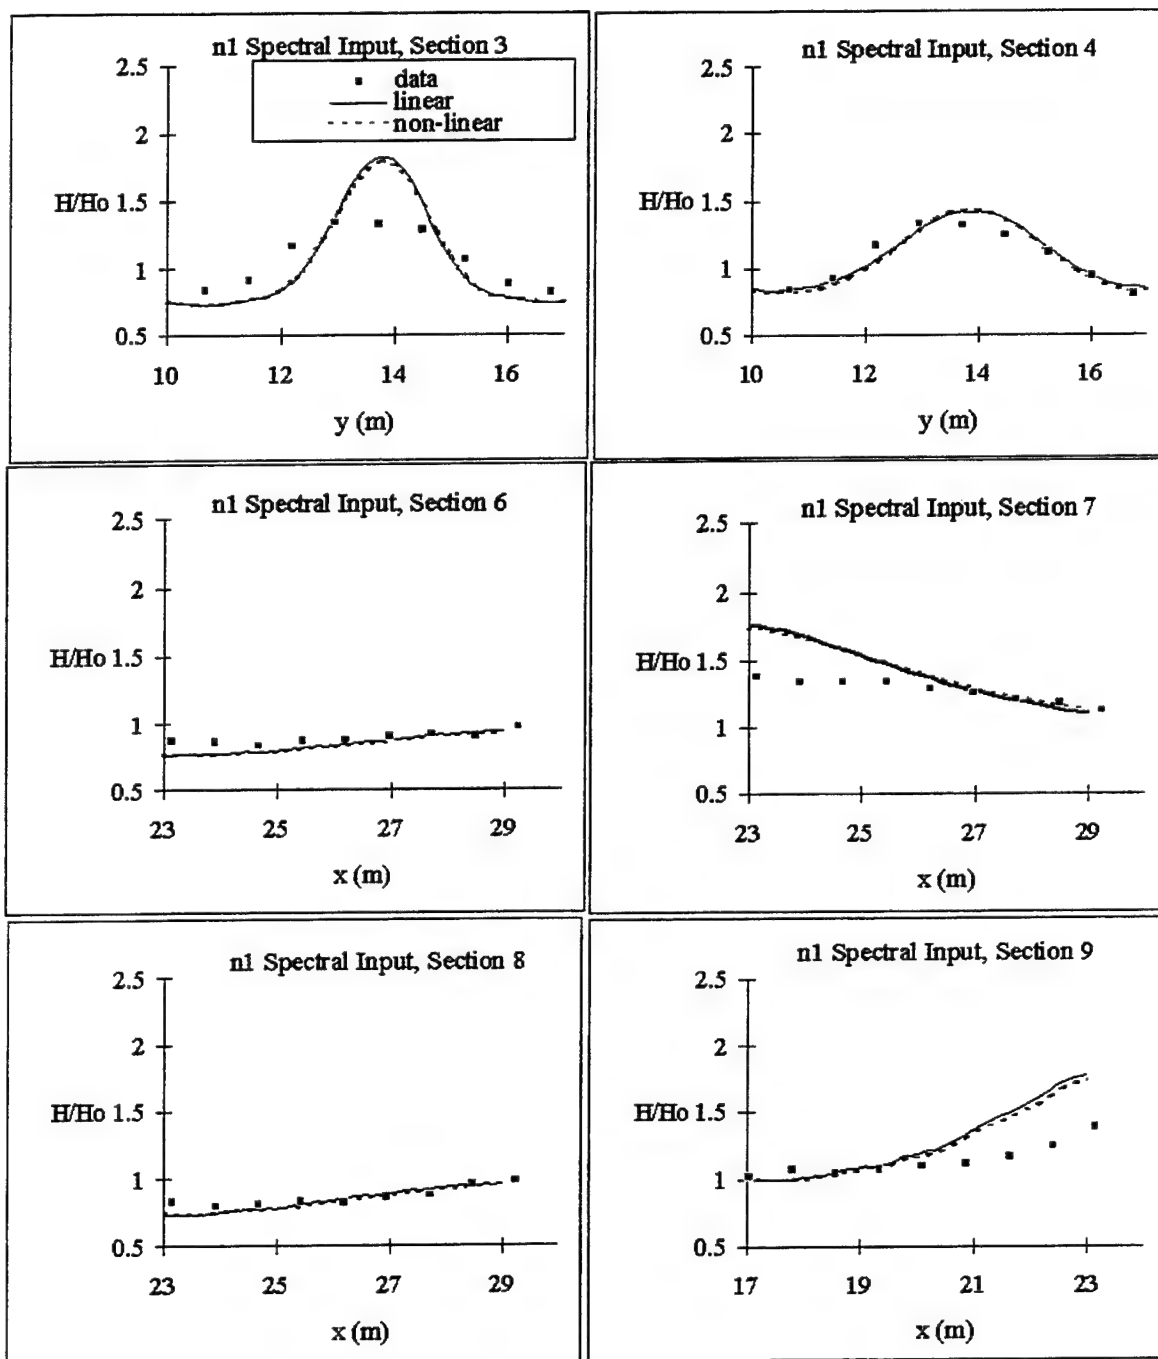 n1 Spectral Input, Section 3
2.5
data
linear
non-linear
2
H/Ho 1.5
1
0.5
10 12 14 16
y (m)
n1 Spectral Input, Section 4
2.5
2
H/Ho 1.5
1
0.5
10 12 14 16
y (m)
n1 Spectral Input, Section 6
2.5
2
H/Ho 1.5
1
0.5
23 25 27 29
x (m)
n1 Spectral Input, Section 7
2.5
2
H/Ho 1.5
1
0.5
23 25 27 29
x (m)
n1 Spectral Input, Section 8
2.5
2
H/Ho 1.5
1
0.5
23 25 27 29
x (m)
n1 Spectral Input, Section 9
2.5
2
H/Ho 1.5
1
0.5
17 19 21 23
x (m)